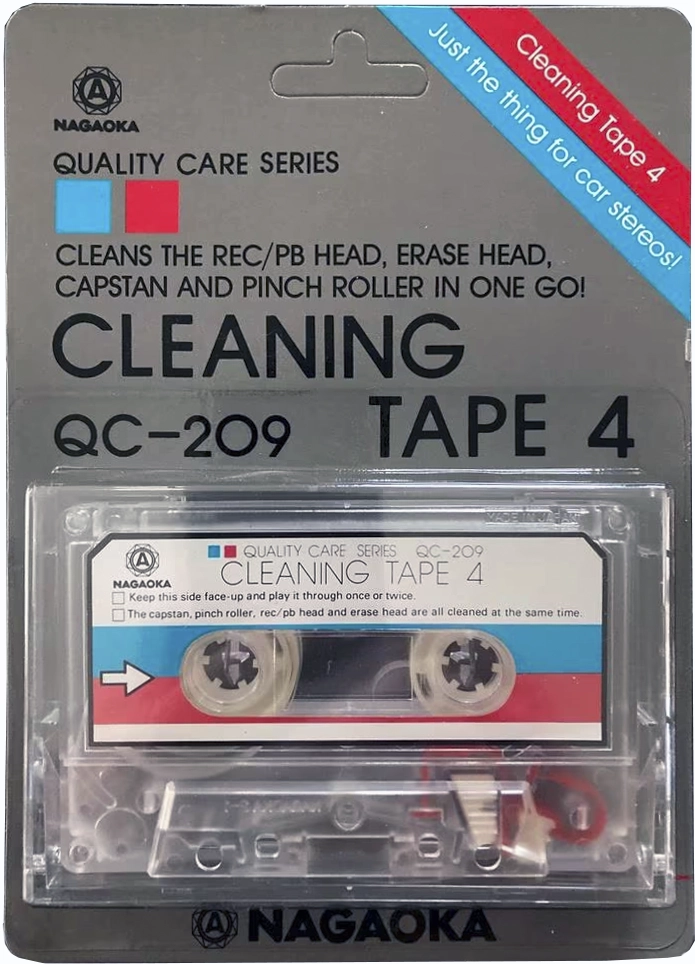 NAGAOKA
Cleaning Tape 4
Just the thing for car stereos!
QUALITY CARE SERIES
CLEANS THE REC/PB HEAD, ERASE HEAD,
CAPSTAN AND PINCH ROLLER IN ONE GO!
CLEANING
QC-209 TAPE 4
MADE IN JAPAN
QUALITY CARE SERIES QC-209
CLEANING TAPE 4
NAGAOKA
Keep this side face-up and play it through once or twice.
The capstan, pinch roller, rec/pb head and erase head are all cleaned at the same time.
NAGAOKA